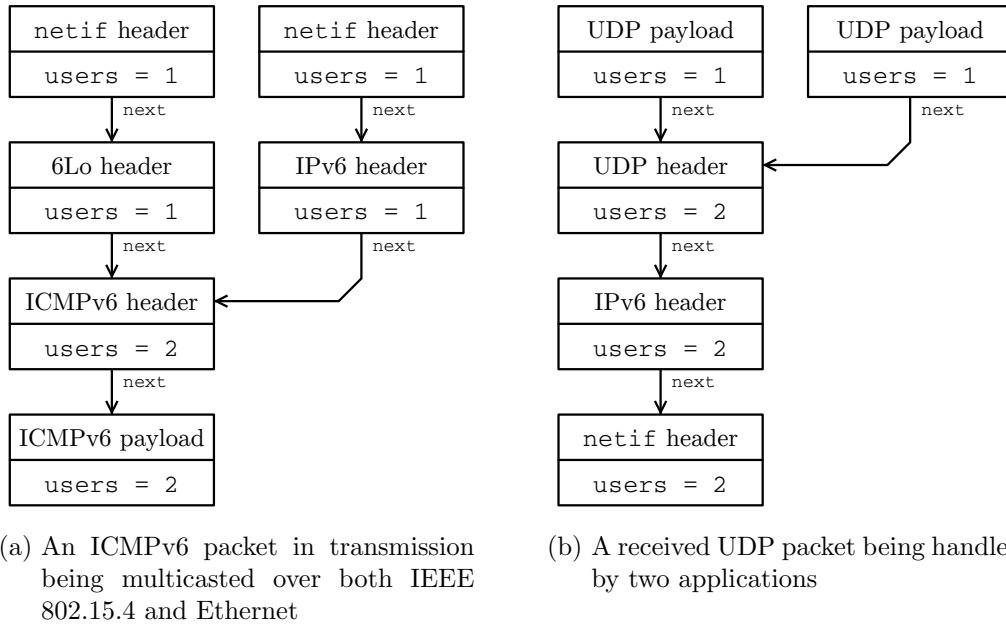 netif header
users = 1
next
netif header
users = 1
next
6Lo header
users = 1
next
IPv6 header
users = 1
next
ICMPv6 header
users = 2
next
ICMPv6 payload
users = 2
(a) An ICMPv6 packet in transmission
being multicasted over both IEEE
802.15.4 and Ethernet
UDP payload
users = 1
next
UDP payload
users = 1
next
UDP header
users = 2
next
IPv6 header
users = 2
next
netif header
users = 2
(b) A received UDP packet being handle
by two applications